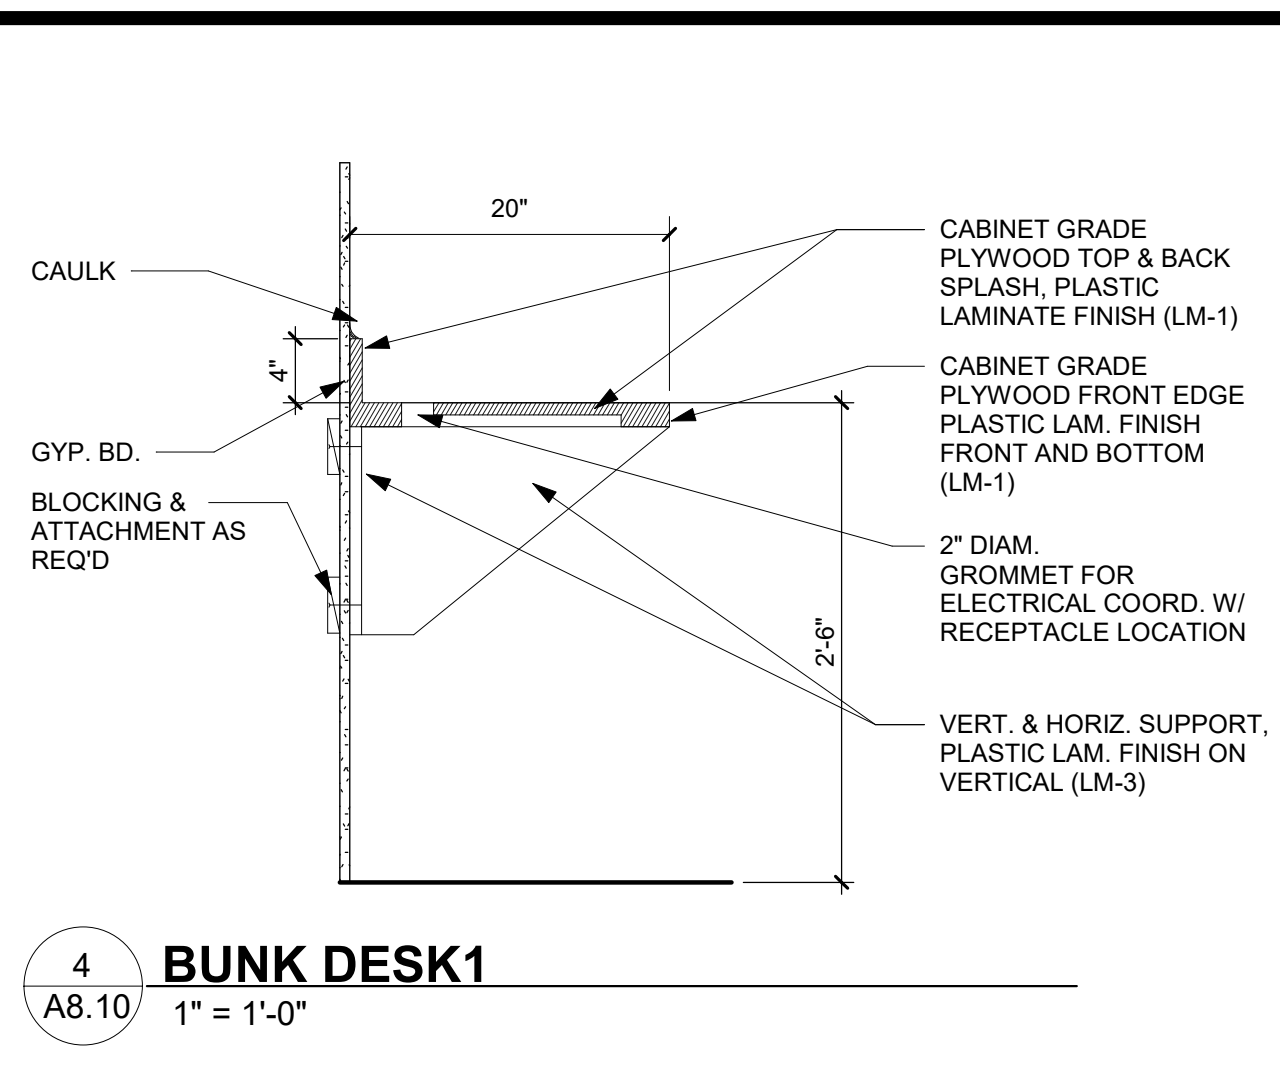 20"
CAULK
4"
GYP. BD.
BLOCKING &
ATTACHMENT AS
REQ'D
CABINET GRADE
PLYWOOD TOP & BACK
SPLASH, PLASTIC
LAMINATE FINISH (LM-1)
CABINET GRADE
PLYWOOD FRONT EDGE
PLASTIC LAM. FINISH
FRONT AND BOTTOM
(LM-1)
2" DIAM.
GROMMET FOR
ELECTRICAL COORD. W/
RECEPTACLE LOCATION
2'-6"
VERT. & HORIZ. SUPPORT,
PLASTIC LAM. FINISH ON
VERTICAL (LM-3)
4
A8.10
BUNK DESK1
1" = 1'-0"